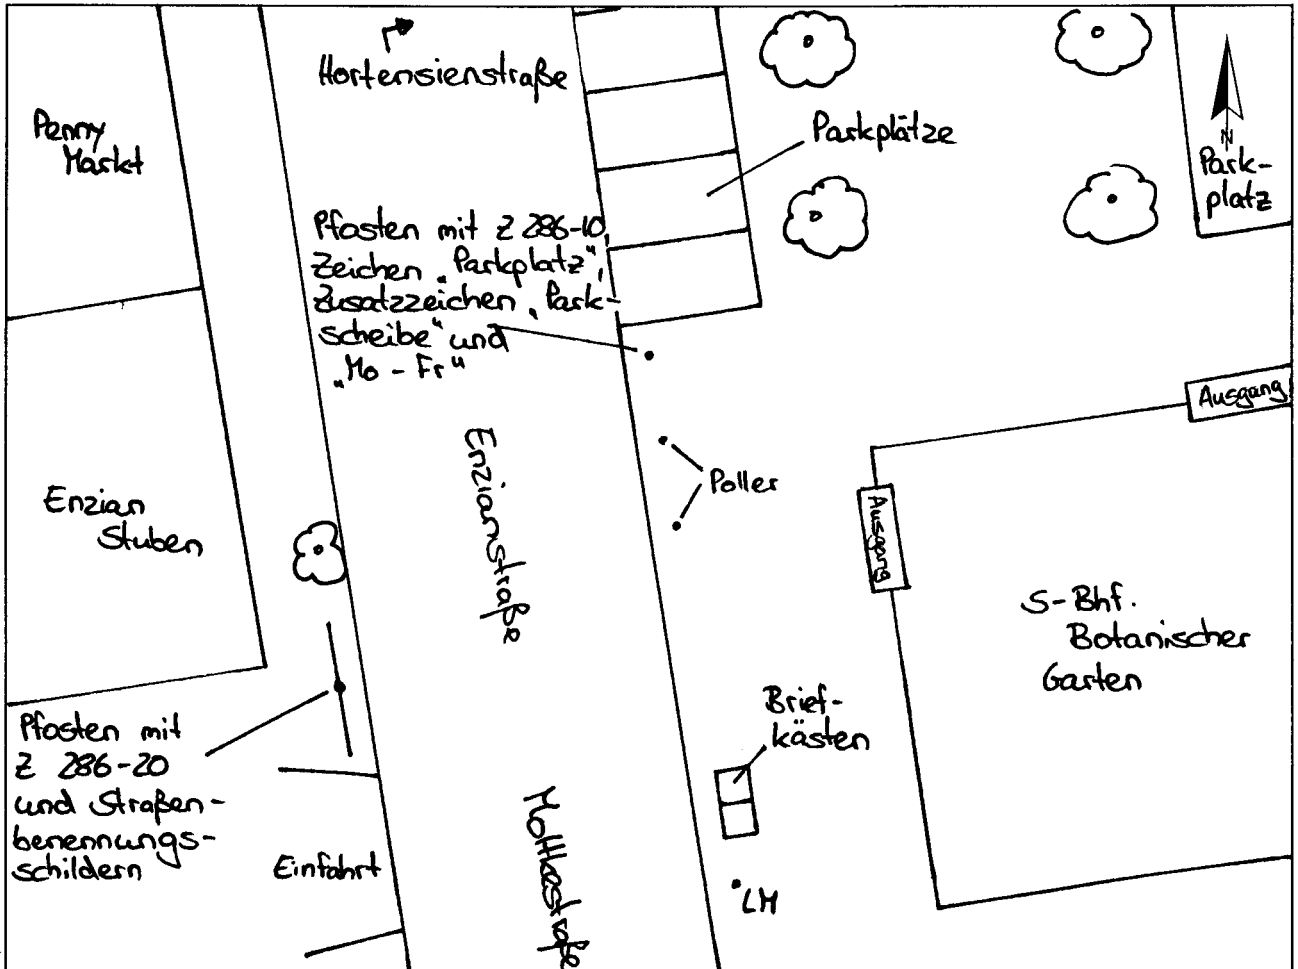 Hortensienstraße
Penny
Markt
Parkplätze
N
Park-
platz
Pfosten mit Z 286-10,
Zeichen „Parkplatz",
Zusatzzeichen „Park-
scheibe" und
„Mo - Fr"
Ausgang
Enzianstraße
Poller
Enzian
Stuben
Ausgang
S-Bhf.
Botanischer
Garten
Brief-
kästen
Pfosten mit
Z 286-20
und Straßen-
benennungs-
schildern
Einfahrt
Moltkestraße
LM